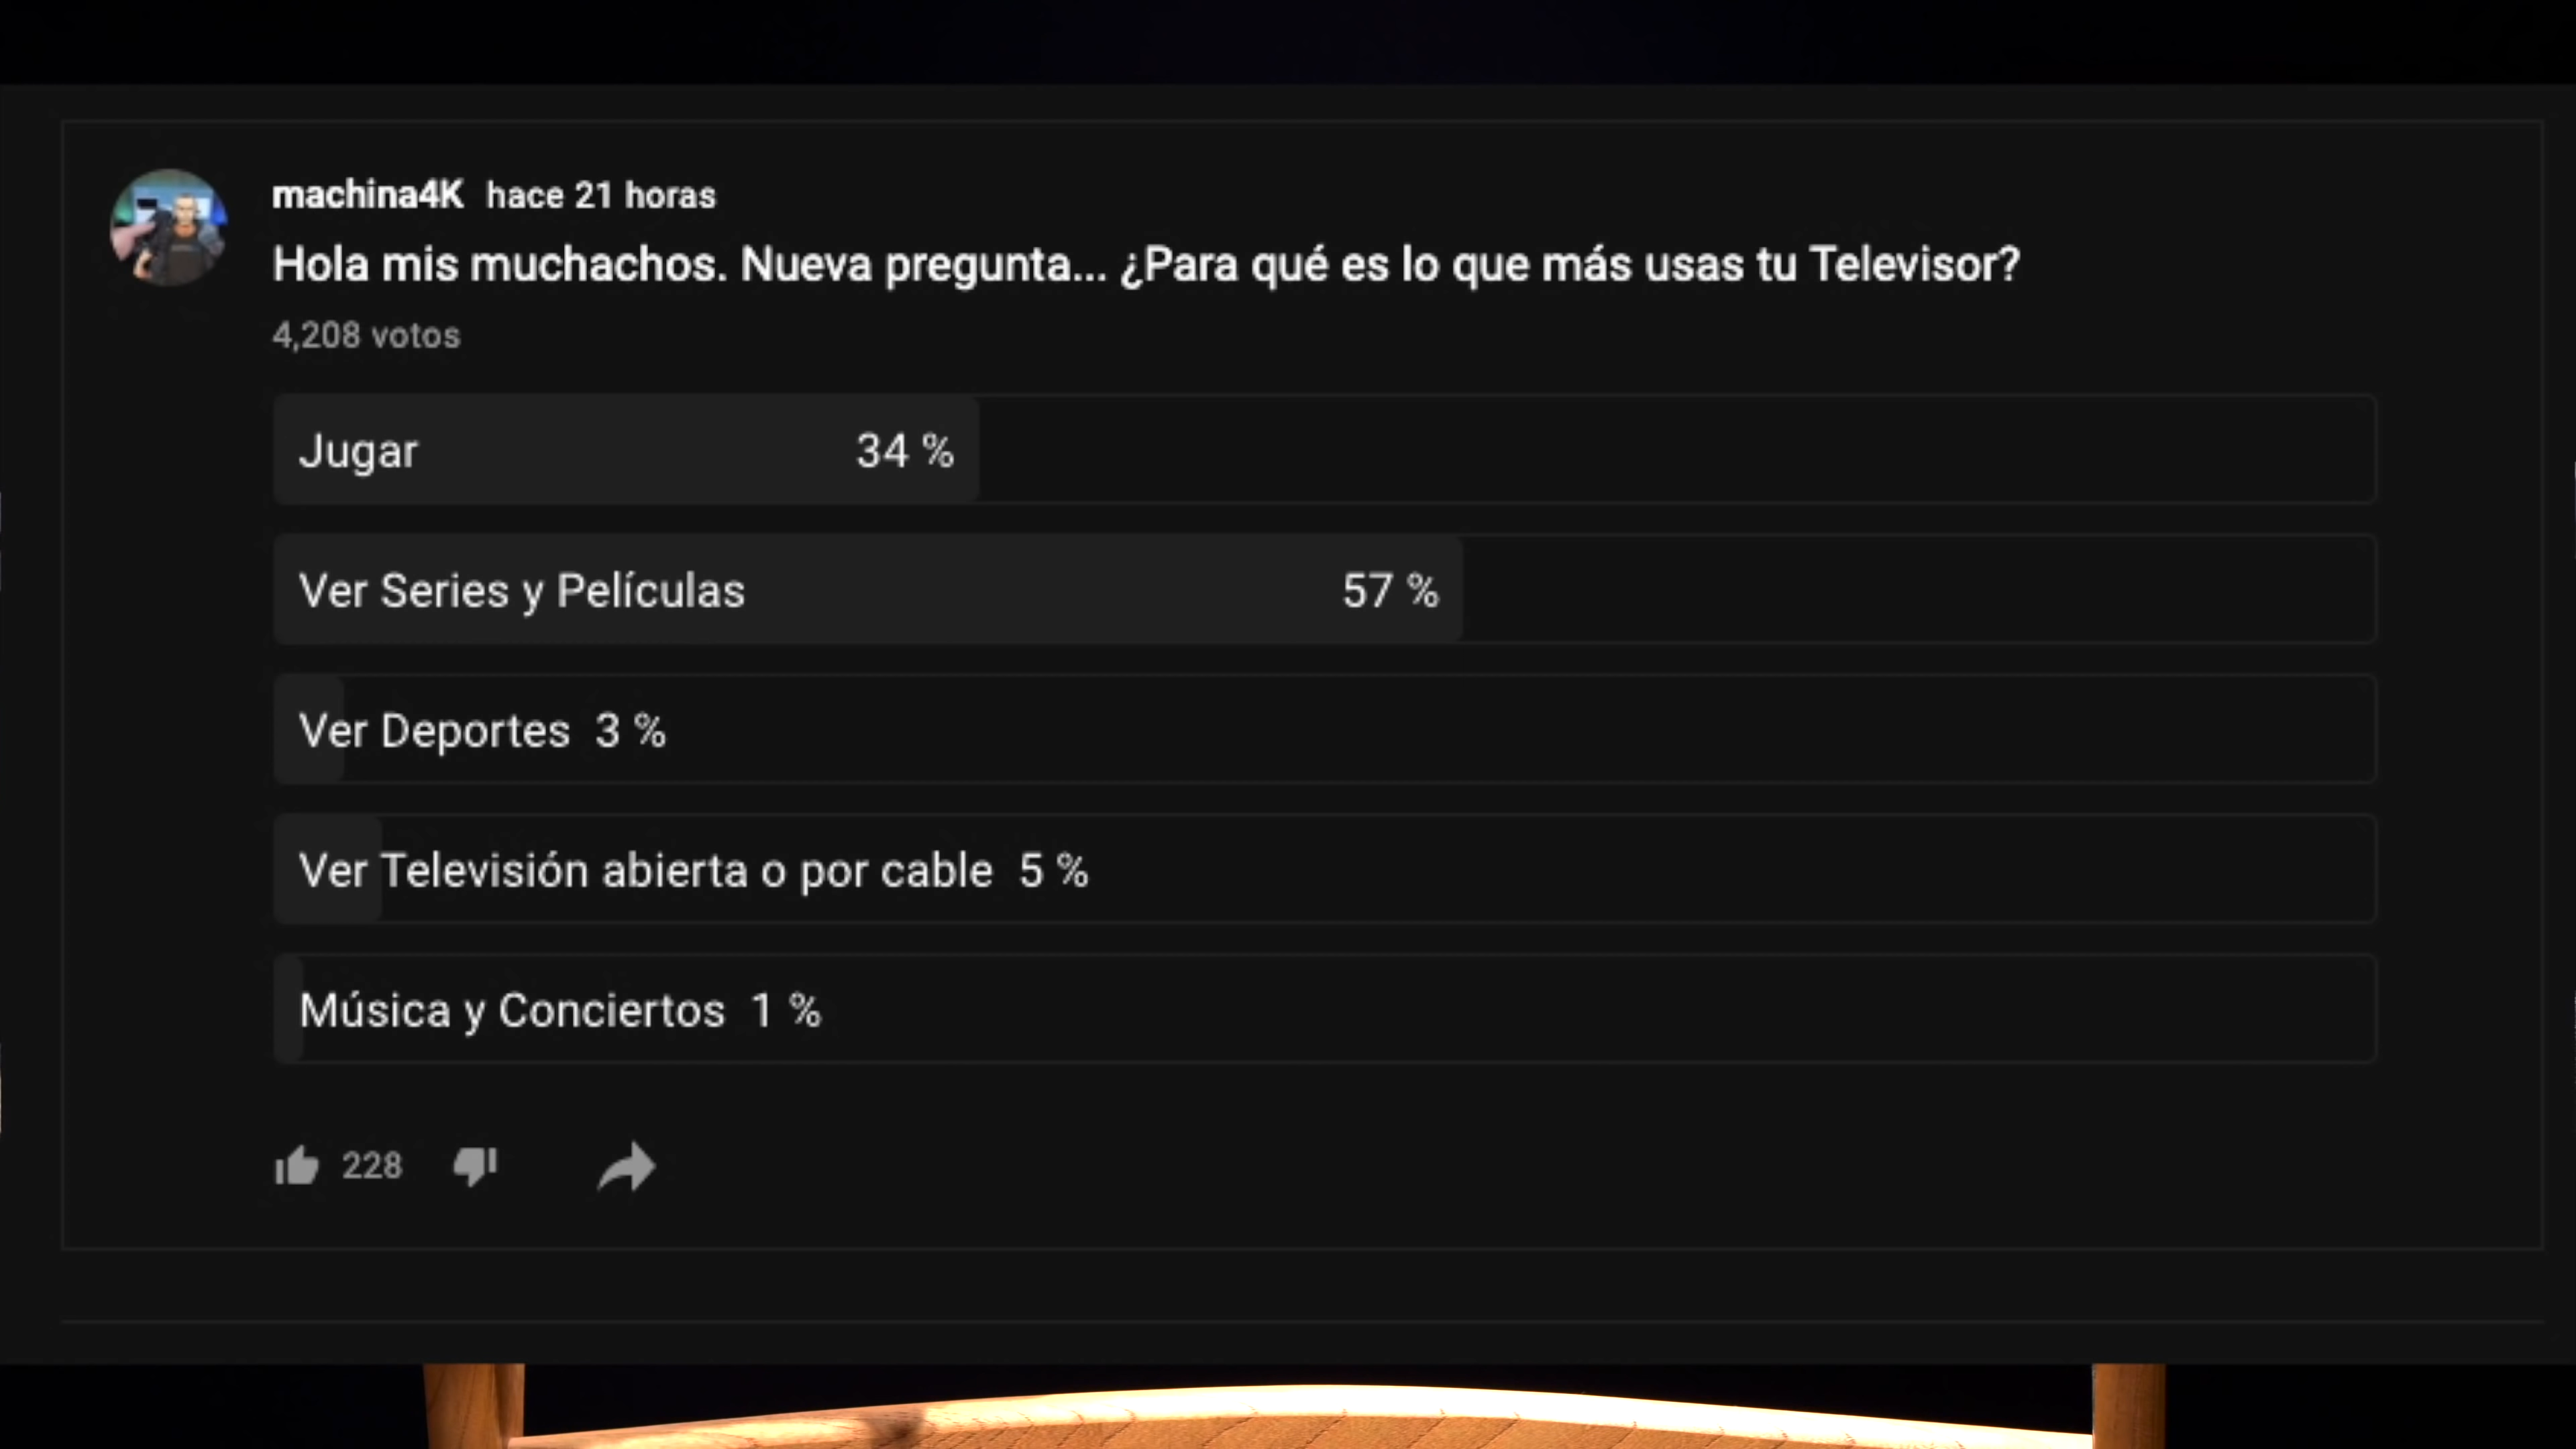 machina4K hace 21 horas
Hola mis muchachos. Nueva pregunta... ¿Para qué es lo que más usas tu Televisor?
4,208 votos
Jugar 34 %
Ver Series y Películas 57 %
Ver Deportes 3 %
Ver Televisión abierta o por cable 5 %
Música y Conciertos 1 %
228